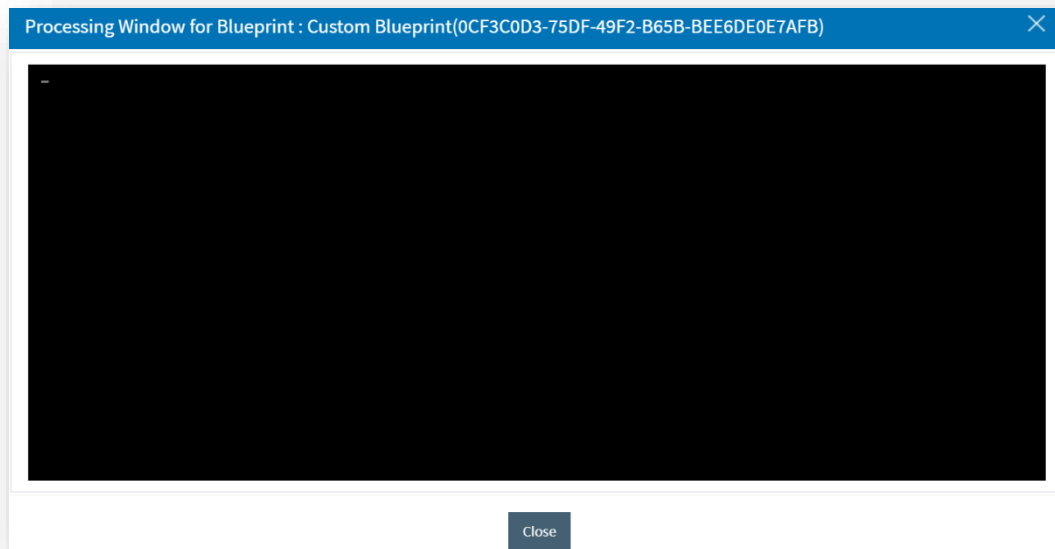 Processing Window for Blueprint : Custom Blueprint(0CF3C0D3-75DF-49F2-B65B-BEE6DE0E7AFB)
Close